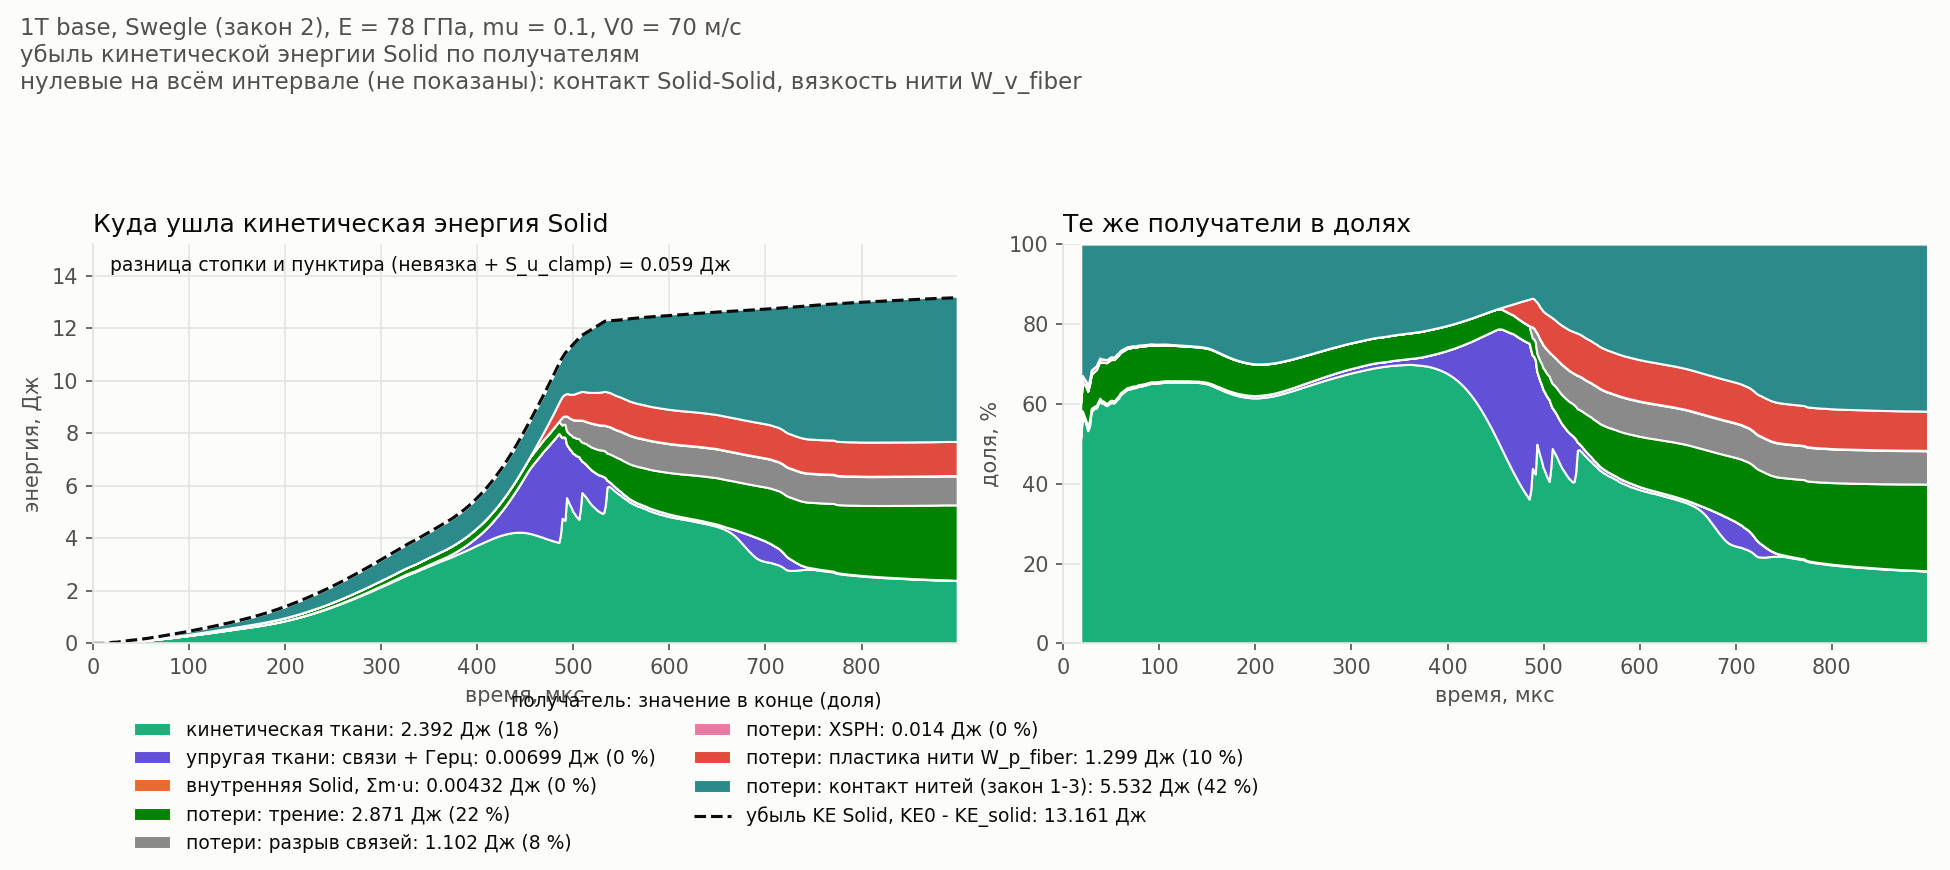 1T base, Swegle (закон 2), E = 78 ГПа, mu = 0.1, V0 = 70 м/с
убыль кинетической энергии Solid по получателям
нулевые на всём интервале (не показаны): контакт Solid-Solid, вязкость нити W_v_fiber
Куда ушла кинетическая энергия Solid
разница стопки и пунктира (невязка + S_u_clamp) = 0.059 Дж
энергия, Дж
14
12
10
8
6
4
2
0
0 100 200 300 400 500 600 700 800
время, мкс
Те же получатели в долях
доля, %
100
80
60
40
20
0
0 100 200 300 400 500 600 700 800
время, мкс
получатель: значение в конце (доля)
кинетическая ткани: 2.392 Дж (18 %)
упругая ткани: связи + Герц: 0.00699 Дж (0 %)
внутренняя Solid, Σm·u: 0.00432 Дж (0 %)
потери: трение: 2.871 Дж (22 %)
потери: разрыв связей: 1.102 Дж (8 %)
потери: XSPH: 0.014 Дж (0 %)
потери: пластика нити W_p_fiber: 1.299 Дж (10 %)
потери: контакт нитей (закон 1-3): 5.532 Дж (42 %)
убыль KE Solid, KE0 - KE_solid: 13.161 Дж